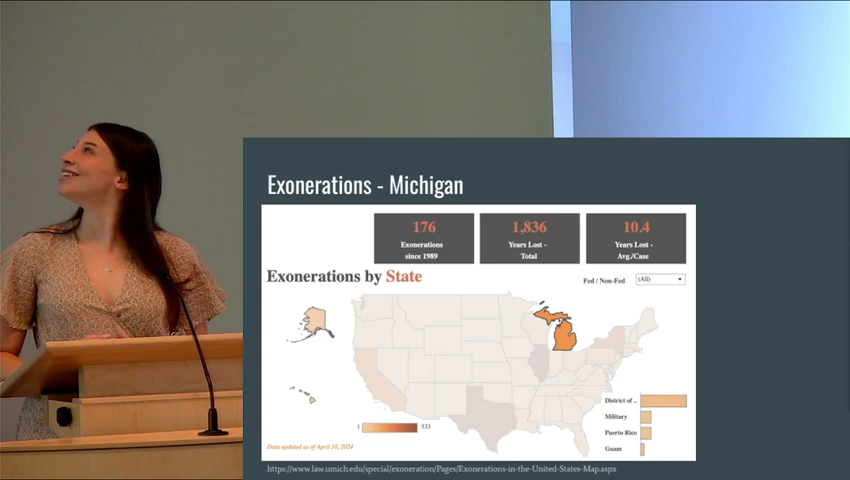 Exonerations - Michigan
176
Exonerations
since 1989
1,836
Years Lost -
Total
10.4
Years Lost -
Avg./Case
Exonerations by State
Fed / Non-Fed
(All)
District of ..
Military
Puerto Rico
Guam
1
533
Data updated as of April 10, 2024
https://www.law.umich.edu/special/exoneration/Pages/Exonerations-in-the-United-States-Map.aspx